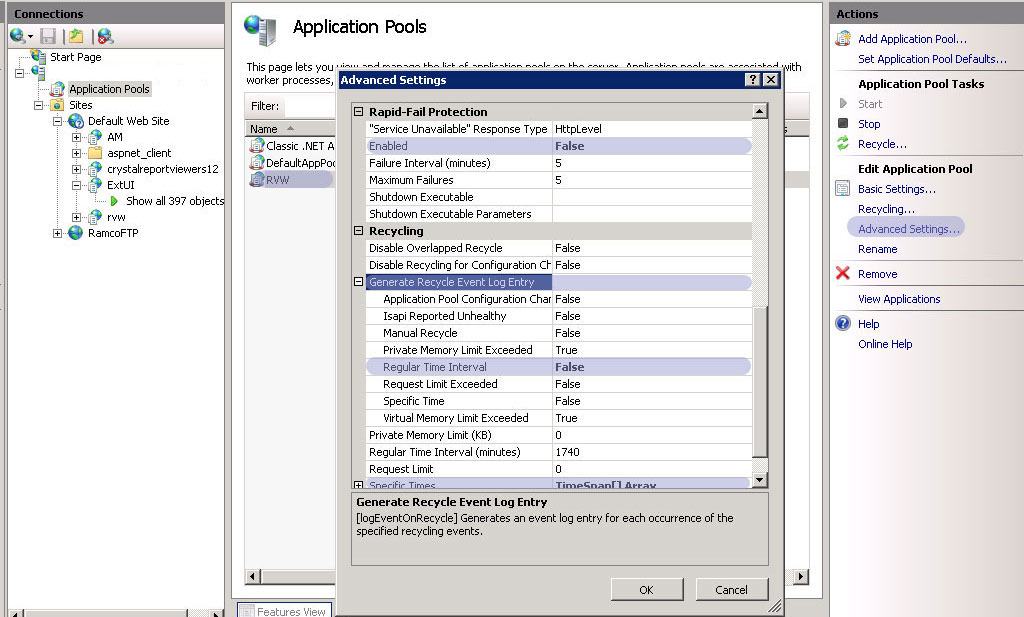 Connections
Start Page
Application Pools
Sites
Default Web Site
AM
aspnet_client
crystalreportviewers12
ExtUI
Show all 397 objects
rvw
RamcoFTP
Application Pools
This page lets you view and manage the list of application pools on the server. Application pools are associated with
worker processes,
Filter:
Name
Classic .NET A
DefaultAppPoo
RVW
Features View
Advanced Settings
Rapid-Fail Protection
"Service Unavailable" Response Type HttpLevel
Enabled False
Failure Interval (minutes) 5
Maximum Failures 5
Shutdown Executable
Shutdown Executable Parameters
Recycling
Disable Overlapped Recycle False
Disable Recycling for Configuration Ch False
Generate Recycle Event Log Entry
Application Pool Configuration Char False
Isapi Reported Unhealthy False
Manual Recycle False
Private Memory Limit Exceeded True
Regular Time Interval False
Request Limit Exceeded False
Specific Time False
Virtual Memory Limit Exceeded True
Private Memory Limit (KB) 0
Regular Time Interval (minutes) 1740
Request Limit 0
Specific Times TimeSpan[] Array
Generate Recycle Event Log Entry
[logEventOnRecycle] Generates an event log entry for each occurrence of the
specified recycling events.
OK Cancel
Actions
Add Application Pool...
Set Application Pool Defaults...
Application Pool Tasks
Start
Stop
Recycle...
Edit Application Pool
Basic Settings...
Recycling...
Advanced Settings...
Rename
Remove
View Applications
Help
Online Help